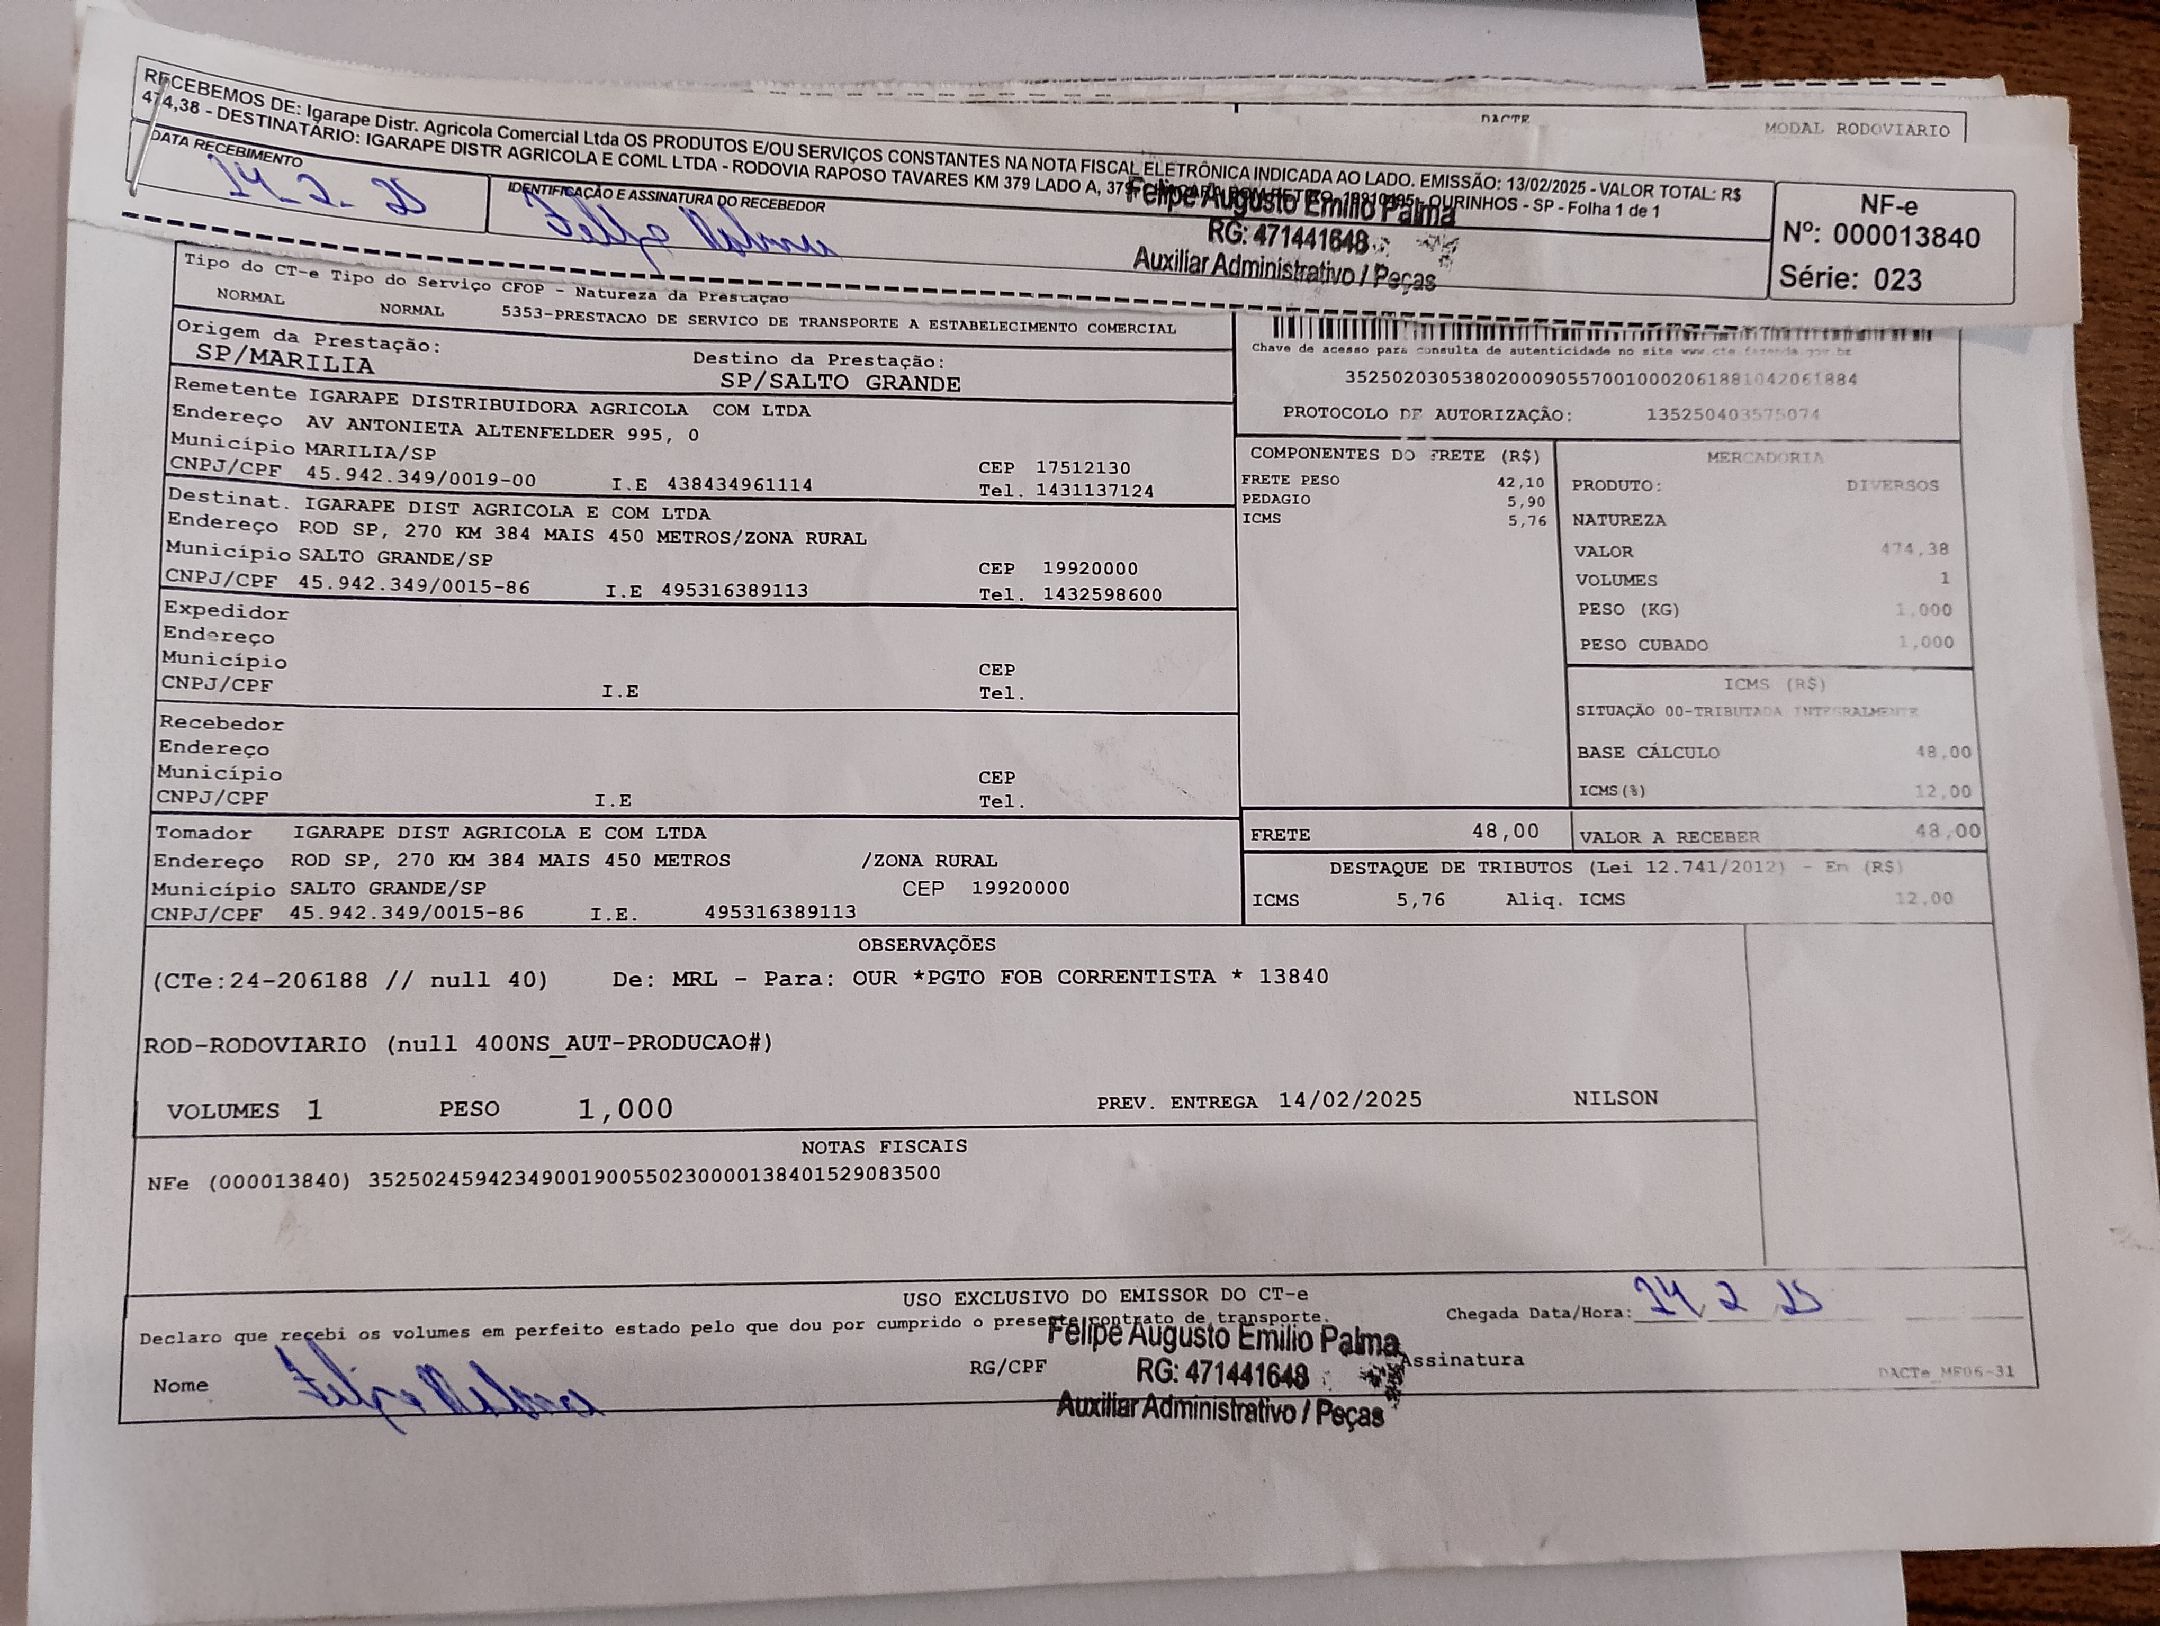 DACTE
MODAL RODOVIÁRIO
RECEBEMOS DE: Igarape Distr. Agricola Comercial Ltda OS PRODUTOS E/OU SERVIÇOS CONSTANTES NA NOTA FISCAL ELETRÔNICA INDICADA AO LADO. EMISSÃO: 13/02/2025 - VALOR TOTAL: R$
474,38 - DESTINATÁRIO: IGARAPE DISTR AGRICOLA E COML LTDA - RODOVIA RAPOSO TAVARES KM 379 LADO A, 379 OURINHOS - SP - Folha 1 de 1
DATA RECEBIMENTO
14-2-25
IDENTIFICAÇÃO E ASSINATURA DO RECEBEDOR
Felipe Augusto Emilio Palma
RG: 471441648
Auxiliar Administrativo / Peças
NF-e
Nº: 000013840
Série: 023
Tipo do CT-e Tipo do Serviço CFOP - Natureza da Prestação
NORMAL NORMAL 5353-PRESTACAO DE SERVICO DE TRANSPORTE A ESTABELECIMENTO COMERCIAL
Origem da Prestação: Destino da Prestação:
SP/MARILIA SP/SALTO GRANDE
Remetente IGARAPE DISTRIBUIDORA AGRICOLA COM LTDA
Endereço AV ANTONIETA ALTENFELDER 995, 0
Município MARILIA/SP CEP 17512130
CNPJ/CPF 45.942.349/0019-00 I.E 438434961114 Tel. 1431137124
Destinat. IGARAPE DIST AGRICOLA E COM LTDA
Endereço ROD SP, 270 KM 384 MAIS 450 METROS/ZONA RURAL
Município SALTO GRANDE/SP CEP 19920000
CNPJ/CPF 45.942.349/0015-86 I.E 495316389113 Tel. 1432598600
Expedidor
Endereço
Município CEP
CNPJ/CPF I.E Tel.
Recebedor
Endereço
Município CEP
CNPJ/CPF I.E Tel.
Tomador IGARAPE DIST AGRICOLA E COM LTDA
Endereço ROD SP, 270 KM 384 MAIS 450 METROS /ZONA RURAL
Município SALTO GRANDE/SP CEP 19920000
CNPJ/CPF 45.942.349/0015-86 I.E. 495316389113
Chave de acesso para consulta de autenticidade no site www.cte.fazenda.gov.br
35250203053802000905570010002061881042061884
PROTOCOLO DE AUTORIZAÇÃO: 135250403575074
COMPONENTES DO FRETE (R$)
FRETE PESO 42,10
PEDAGIO 5,90
ICMS 5,76
MERCADORIA
PRODUTO: DIVERSOS
NATUREZA
VALOR 474,38
VOLUMES 1
PESO (KG) 1,000
PESO CUBADO 1,000
ICMS (R$)
SITUAÇÃO 00-TRIBUTADA INTEGRALMENTE
BASE CÁLCULO 48,00
ICMS(%) 12,00
FRETE 48,00 VALOR A RECEBER 48,00
DESTAQUE DE TRIBUTOS (Lei 12.741/2012) - Em (R$)
ICMS 5,76 Aliq. ICMS 12,00
OBSERVAÇÕES
(CTe:24-206188 // null 40) De: MRL - Para: OUR *PGTO FOB CORRENTISTA * 13840
ROD-RODOVIARIO (null 400NS_AUT-PRODUCAO#)
VOLUMES 1 PESO 1,000 PREV. ENTREGA 14/02/2025 NILSON
NOTAS FISCAIS
NFe (000013840) 35250245942349001900550230000138401529083500
USO EXCLUSIVO DO EMISSOR DO CT-e
Declaro que recebi os volumes em perfeito estado pelo que dou por cumprido o presente contrato de transporte.
Chegada Data/Hora: 14 2 25
Nome RG/CPF Assinatura
Felipe Augusto Emilio Palma
RG: 471441648
Auxiliar Administrativo / Peças
DACTe_MF06-31